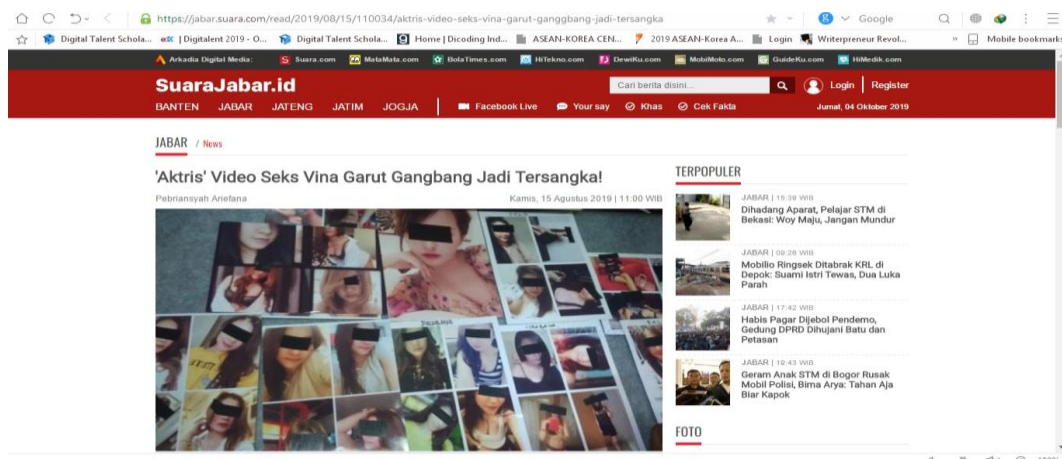 https://jabar.suara.com/read/2019/08/15/110034/aktris-video-seks-vina-garut-ganggbang-jadi-tersangka
Google
Digital Talent Schola...
| Digitalent 2019 - O...
Digital Talent Schola...
Home | Dicoding Ind...
ASEAN-KOREA CEN...
2019 ASEAN-Korea A...
Login
Writerpreneur Revol...
Mobile bookmarks
Arkadia Digital Media:
Suara.com
MataMata.com
BolaTimes.com
HiTekno.com
DewiKu.com
MobiMoto.com
GuideKu.com
HiMedik.com
SuaraJabar.id
Cari berita disini...
Login
Register
BANTEN JABAR JATENG JATIM JOGJA
Facebook Live
Your say
Khas
Cek Fakta
Jumat, 04 Oktober 2019
JABAR / News
'Aktris' Video Seks Vina Garut Gangbang Jadi Tersangka!
Pebriansyah Ariefana
Kamis, 15 Agustus 2019 | 11:00 WIB
TERPOPULER
JABAR | 15:39 WIB
Dihadang Aparat, Pelajar STM di
Bekasi: Woy Maju, Jangan Mundur
JABAR | 09:26 WIB
Mobilio Ringsek Ditabrak KRL di
Depok: Suami Istri Tewas, Dua Luka
Parah
JABAR | 17:42 WIB
Habis Pagar Dijebol Pendemo,
Gedung DPRD Dihujani Batu dan
Petasan
JABAR | 19:43 WIB
Geram Anak STM di Bogor Rusak
Mobil Polisi, Bima Arya: Tahan Aja
Biar Kapok
FOTO